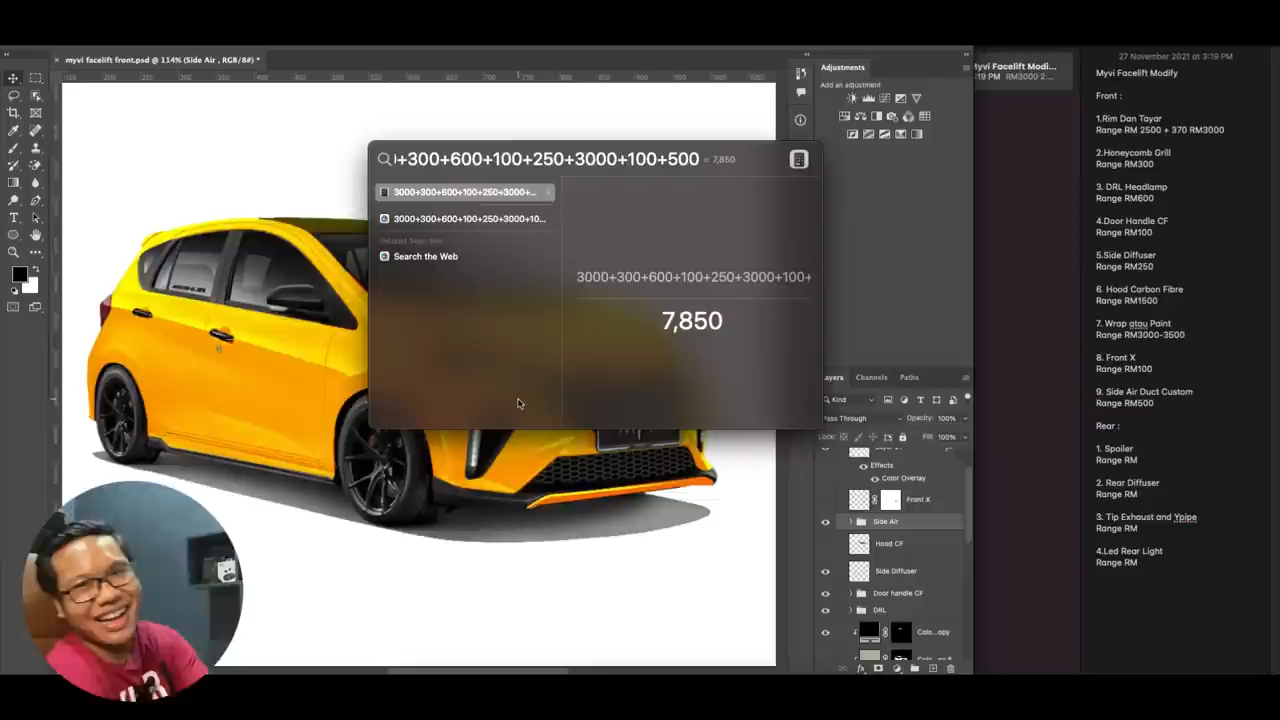 myvi facelift front.psd @ 114% (Side Air , RGB/8#) *
+300+600+100+250+3000+100+500 = 7,850
3000+300+600+100+250+3000+...
3000+300+600+100+250+3000+10...
Search the Web
3000+300+600+100+250+3000+100+
7,850
Adjustments
Add an adjustment
Layers
Channels
Paths
Kind
Pass Through
Opacity: 100%
Lock:
Fill: 100%
Effects
Color Overlay
Front X
Side Air
Hood CF
Side Diffuser
Door handle CF
DRL
Colo...opy
Myvi Facelift Modi...
19 PM RM3000 2....
27 November 2021 at 3:19 PM
Myvi Facelift Modify
Front :
1.Rim Dan Tayar
Range RM 2500 + 370 RM3000
2.Honeycomb Grill
Range RM300
3. DRL Headlamp
Range RM600
4.Door Handle CF
Range RM100
5.Side Diffuser
Range RM250
6. Hood Carbon Fibre
Range RM1500
7. Wrap atau Paint
Range RM3000-3500
8. Front X
Range RM100
9. Side Air Duct Custom
Range RM500
Rear :
1. Spoiler
Range RM
2. Rear Diffuser
Range RM
3. Tip Exhaust and Ypipe
Range RM
4.Led Rear Light
Range RM